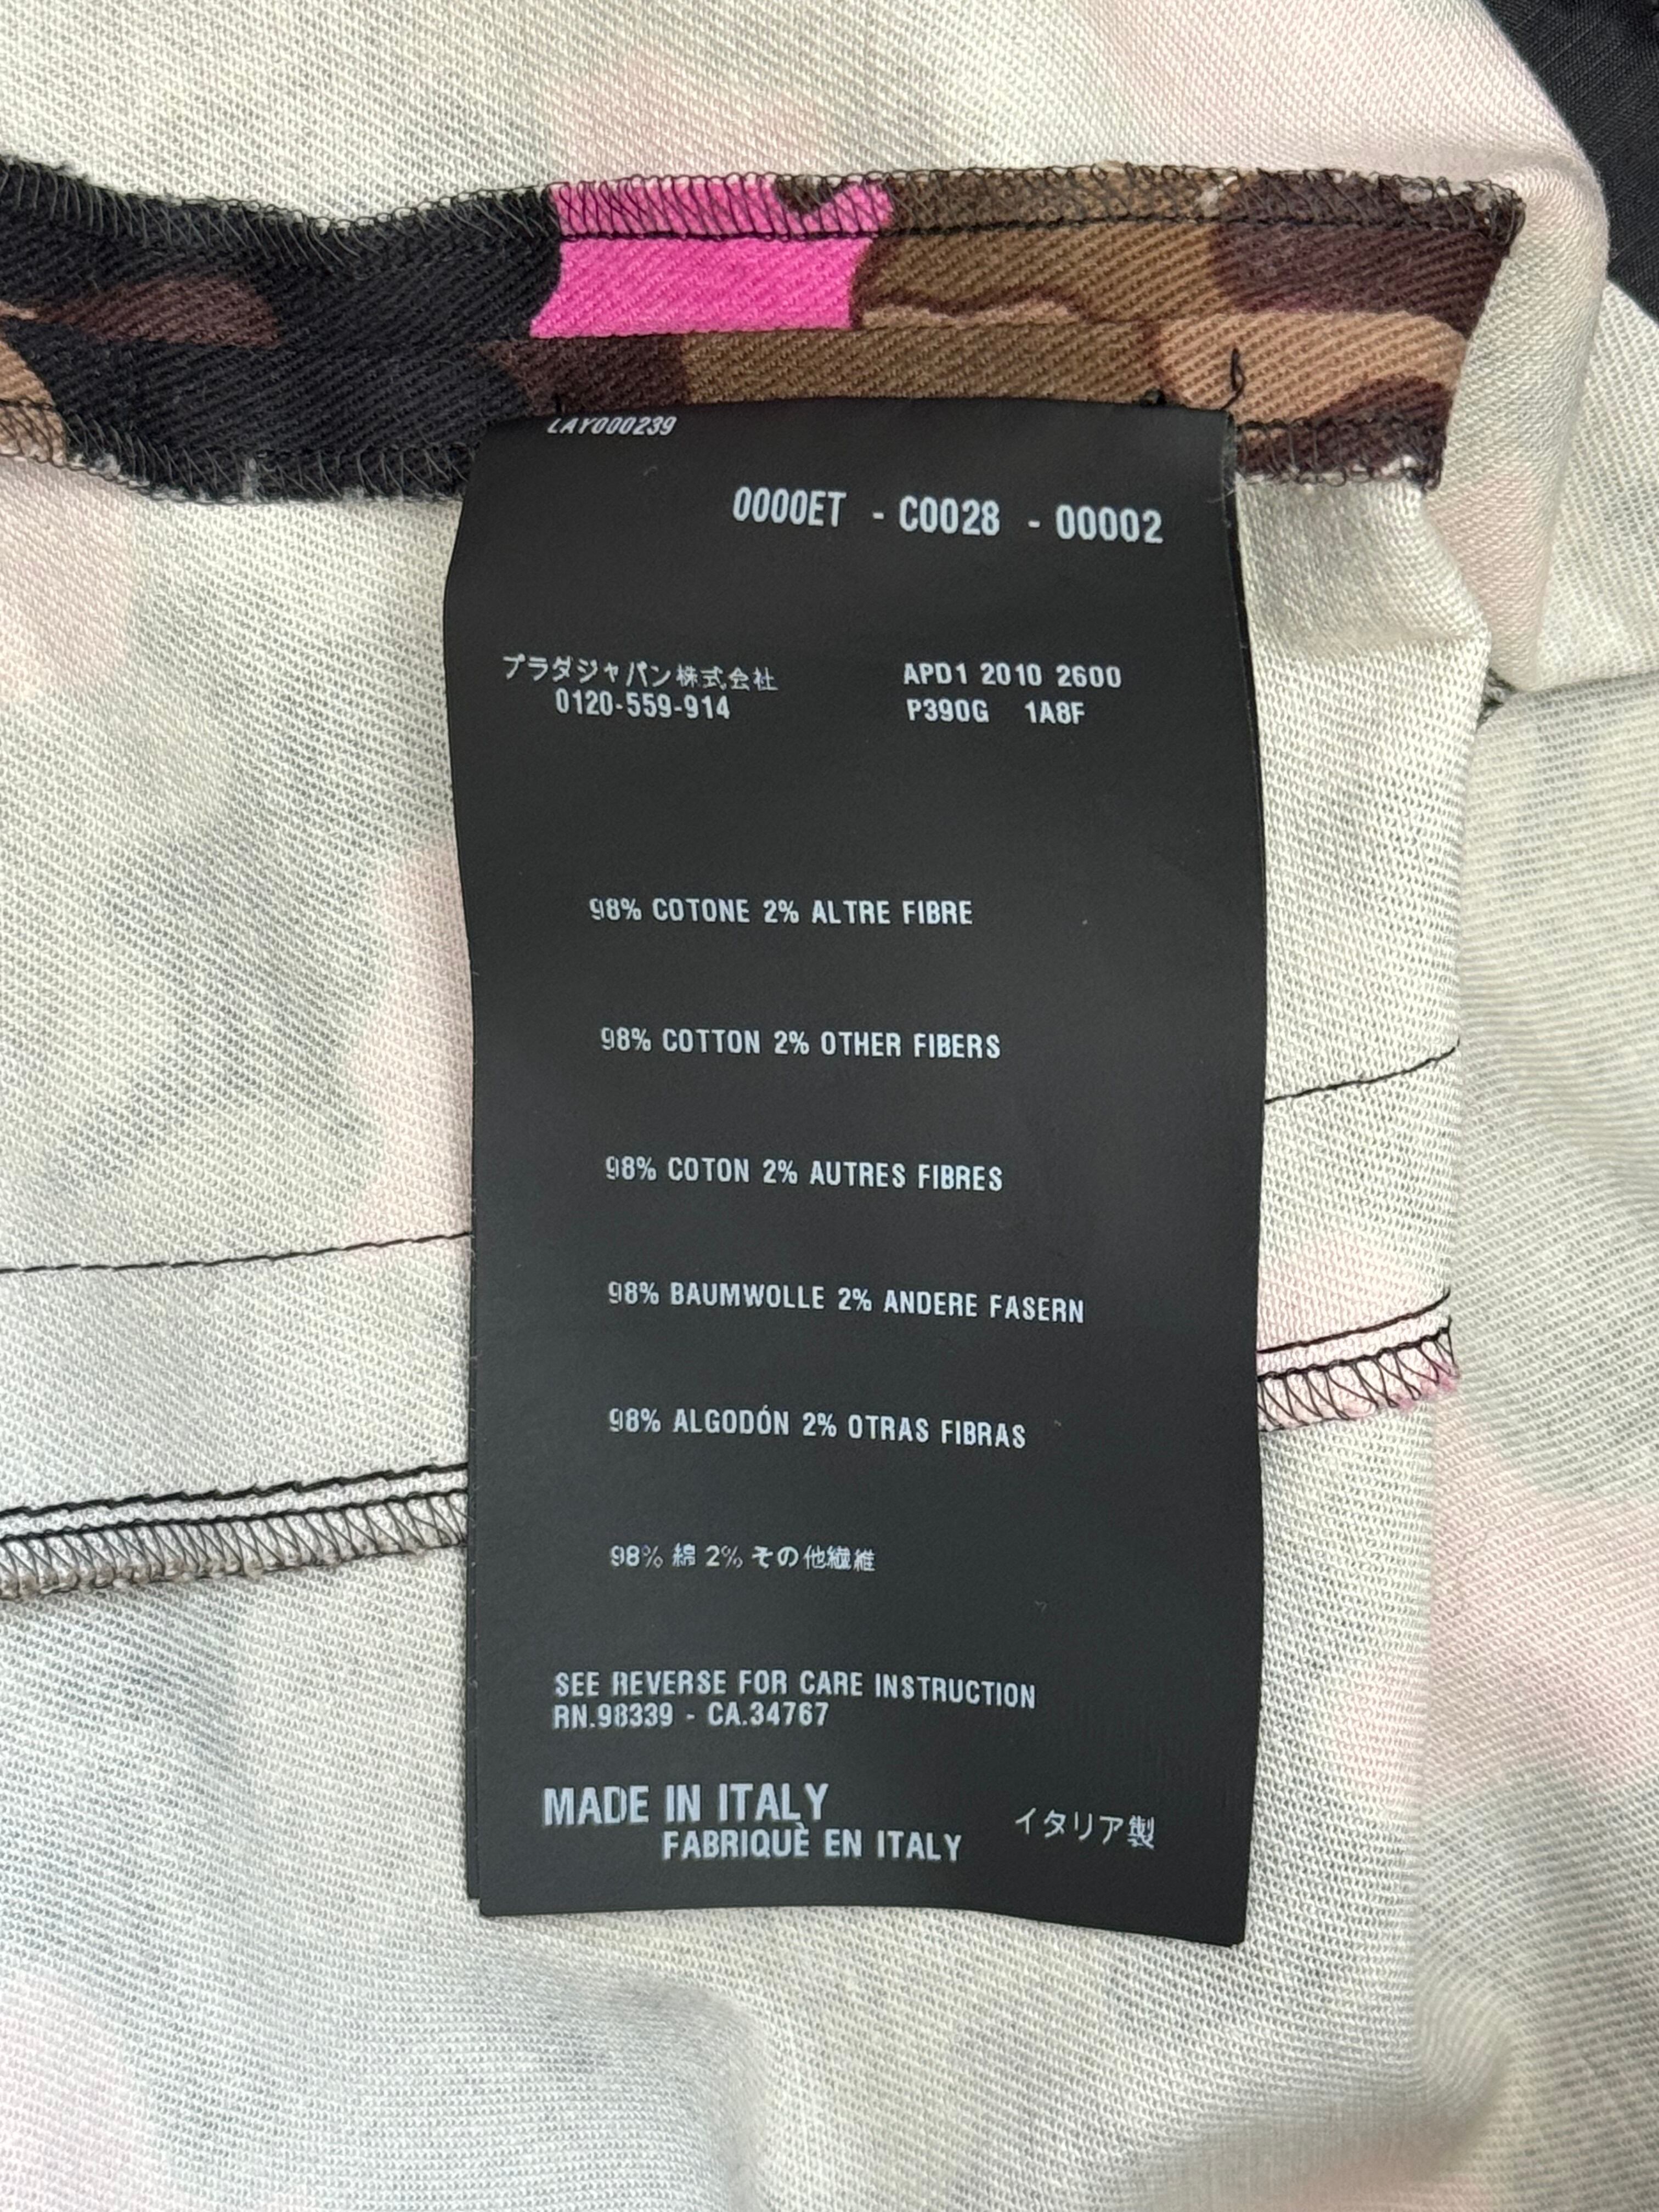 LAY000239
0000ET - C0028 - 00002
プラダジャパン株式会社
0120-559-914
APD1 2010 2600
P390G 1A8F
98% COTONE 2% ALTRE FIBRE
98% COTTON 2% OTHER FIBERS
98% COTON 2% AUTRES FIBRES
98% BAUMWOLLE 2% ANDERE FASERN
98% ALGODÓN 2% OTRAS FIBRAS
98% 綿 2% その他繊維
SEE REVERSE FOR CARE INSTRUCTION
RN.98339 - CA.34767
MADE IN ITALY
FABRIQUÈ EN ITALY
イタリア製